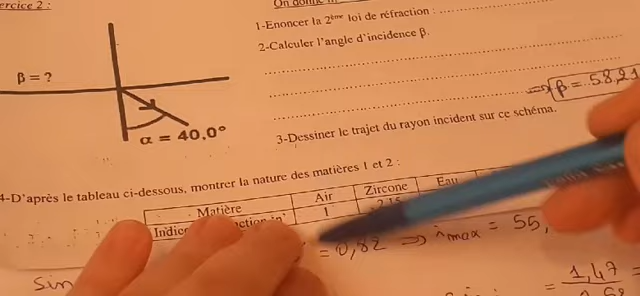 ercice 2 :
On donne
1-Enoncer la 2ème loi de réfraction :
2-Calculer l'angle d'incidence β.
β = ?
⇒ β = 58,21
α = 40.0°
3-Dessiner le trajet du rayon incident sur ce schéma.
4-D'après le tableau ci-dessous, montrer la nature des matières 1 et 2 :
Matière Air Zircone Eau
Indice 1
= 0,82 ⇒ imax = 55,
sin
= 1,47 =